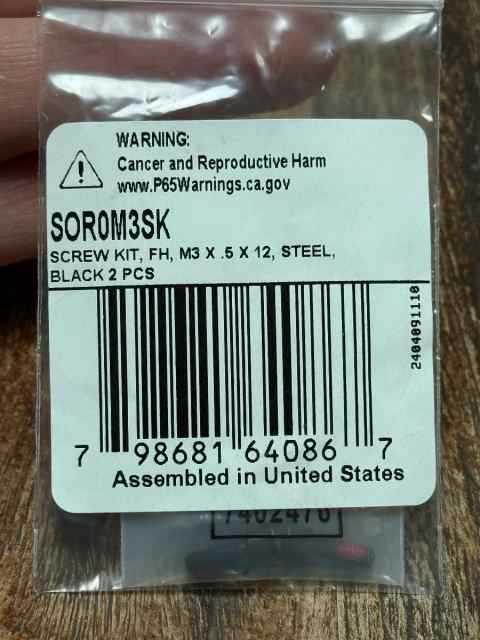 WARNING:
Cancer and Reproductive Harm
www.P65Warnings.ca.gov
SOR0M3SK
SCREW KIT, FH, M3 X .5 X 12, STEEL,
BLACK 2 PCS
2404091110
7 98681 64086 7
Assembled in United States
7402470